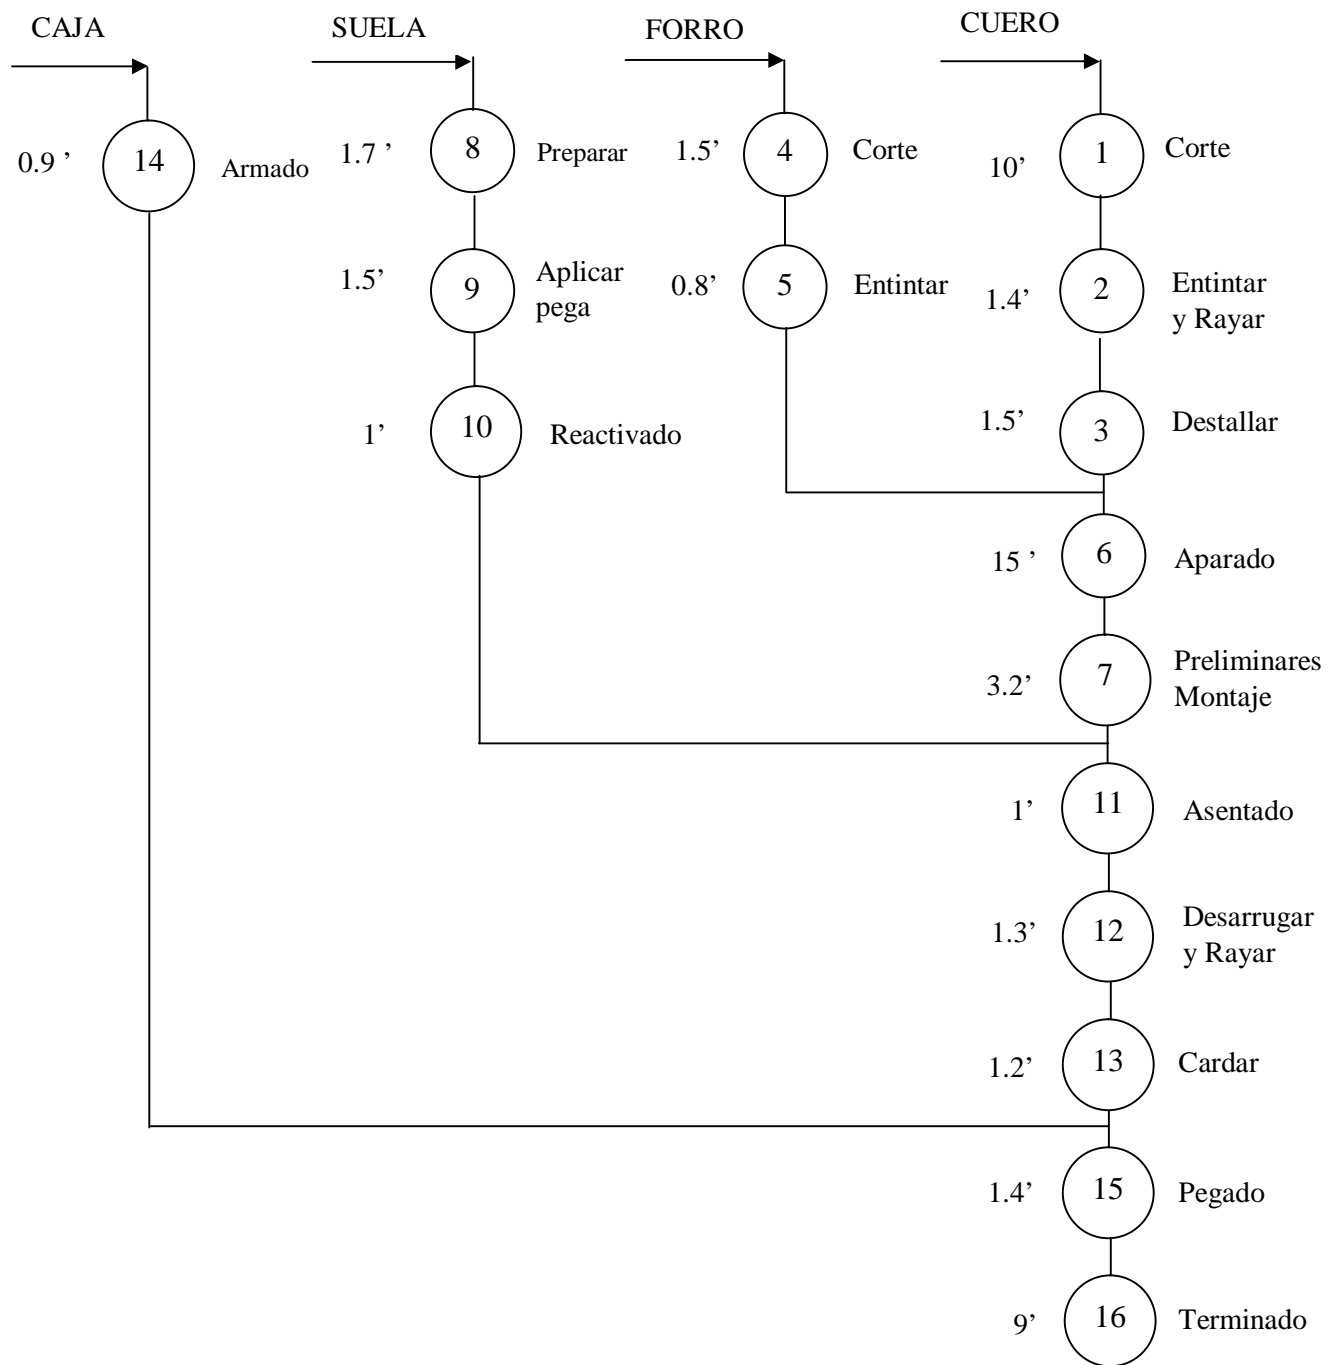 CAJA
SUELA
FORRO
CUERO
0.9 ’
14
Armado
1.7 ’
8
Preparar
1.5’
9
Aplicar
pega
1’
10
Reactivado
1.5’
4
Corte
0.8’
5
Entintar
10’
1
Corte
1.4’
2
Entintar
y Rayar
1.5’
3
Destallar
15 ’
6
Aparado
3.2’
7
Preliminares
Montaje
1’
11
Asentado
1.3’
12
Desarrugar
y Rayar
1.2’
13
Cardar
1.4’
15
Pegado
9’
16
Terminado